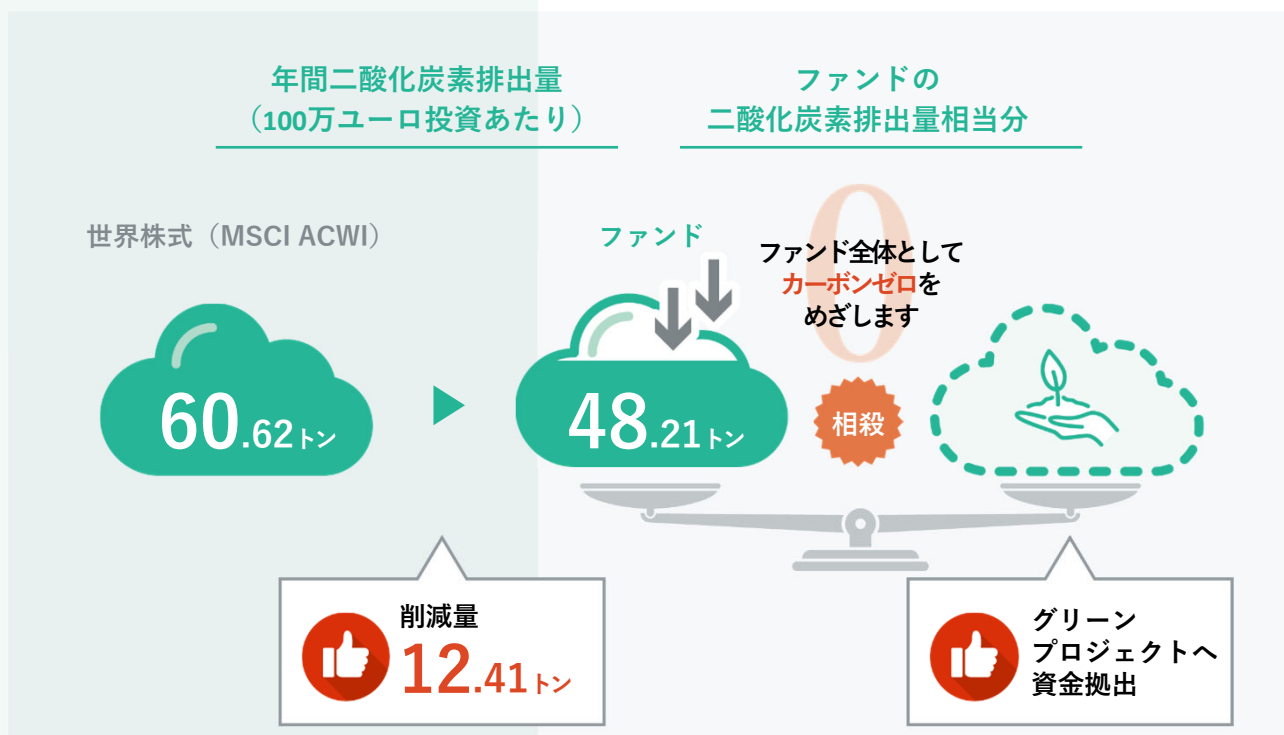 年間二酸化炭素排出量
（100万ユーロ投資あたり）
ファンドの
二酸化炭素排出量相当分
世界株式（MSCI ACWI）
ファンド
0
ファンド全体として
カーボンゼロを
めざします
60.62トン
48.21トン
相殺
削減量
12.41トン
グリーン
プロジェクトへ
資金拠出